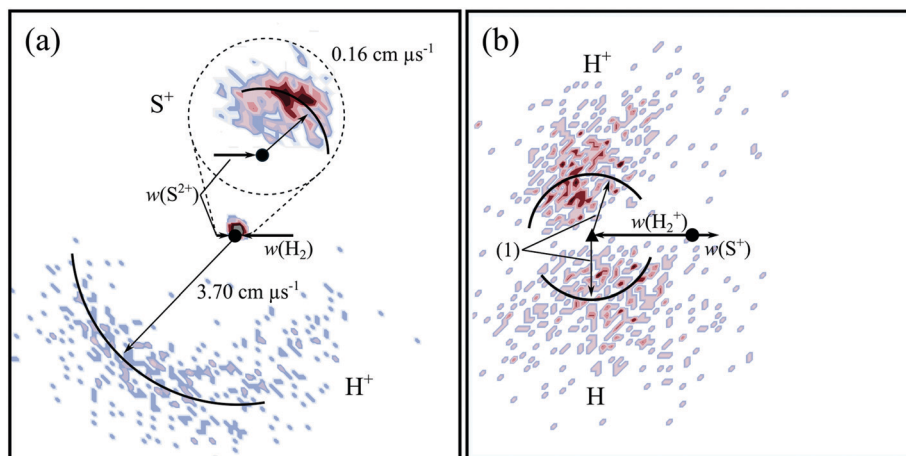 (a)
0.16 cm μs⁻¹
S⁺
w(S²⁺)
w(H₂)
3.70 cm μs⁻¹
H⁺
(b)
H⁺
w(H₂⁺)
(1)
w(S⁺)
H